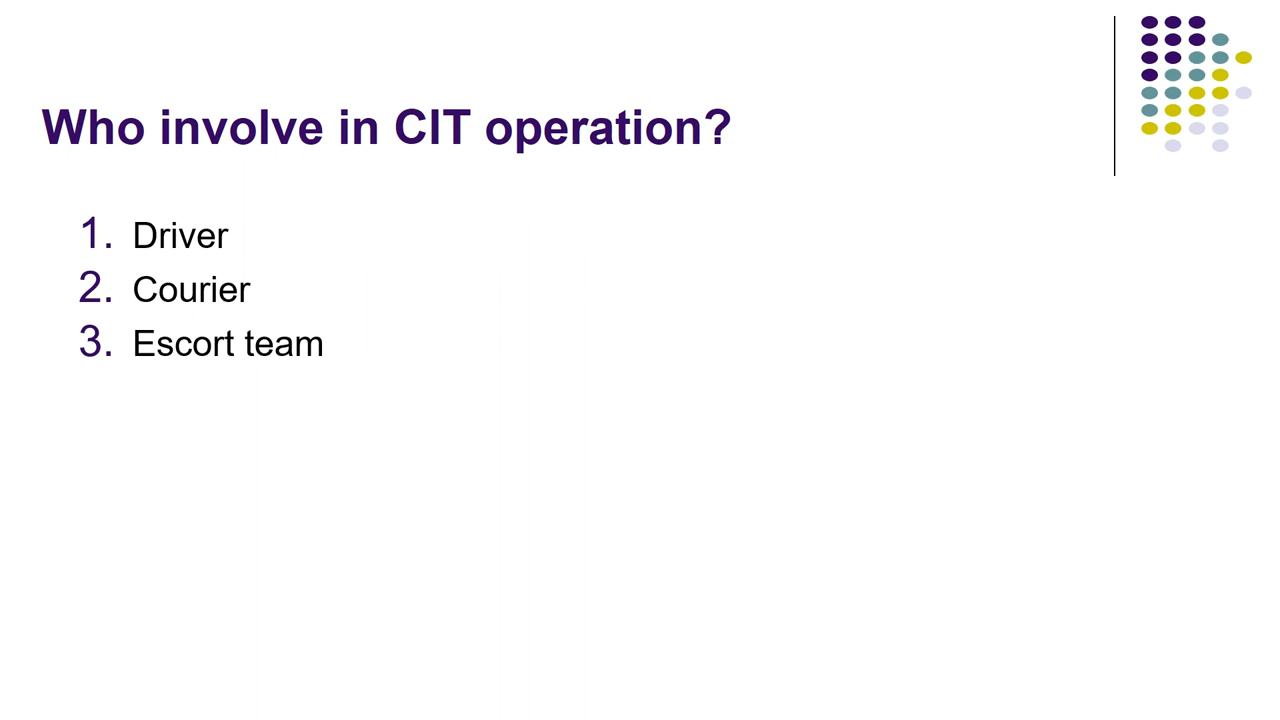 Who involve in CIT operation?
1. Driver
2. Courier
3. Escort team